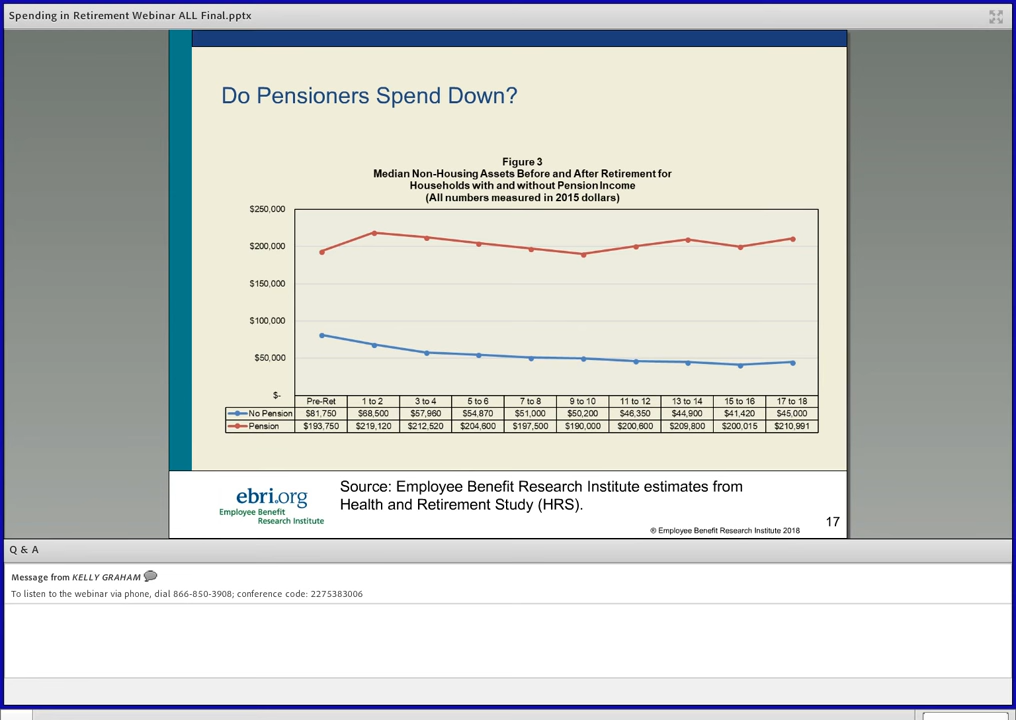 Spending in Retirement Webinar ALL Final.pptx
Do Pensioners Spend Down?
Figure 3
Median Non-Housing Assets Before and After Retirement for
Households with and without Pension Income
(All numbers measured in 2015 dollars)
$250,000
$200,000
$150,000
$100,000
$50,000
$-
Pre-Ret 1 to 2 3 to 4 5 to 6 7 to 8 9 to 10 11 to 12 13 to 14 15 to 16 17 to 18
No Pension $81,750 $68,500 $57,960 $54,870 $51,000 $50,200 $46,350 $44,900 $41,420 $45,000
Pension $193,750 $219,120 $212,520 $204,600 $197,500 $190,000 $200,600 $209,800 $200,015 $210,991
ebri.org
Employee Benefit
Research Institute
Source: Employee Benefit Research Institute estimates from
Health and Retirement Study (HRS).
® Employee Benefit Research Institute 2018
17
Q & A
Message from KELLY GRAHAM
To listen to the webinar via phone, dial 866-850-3908; conference code: 2275383006